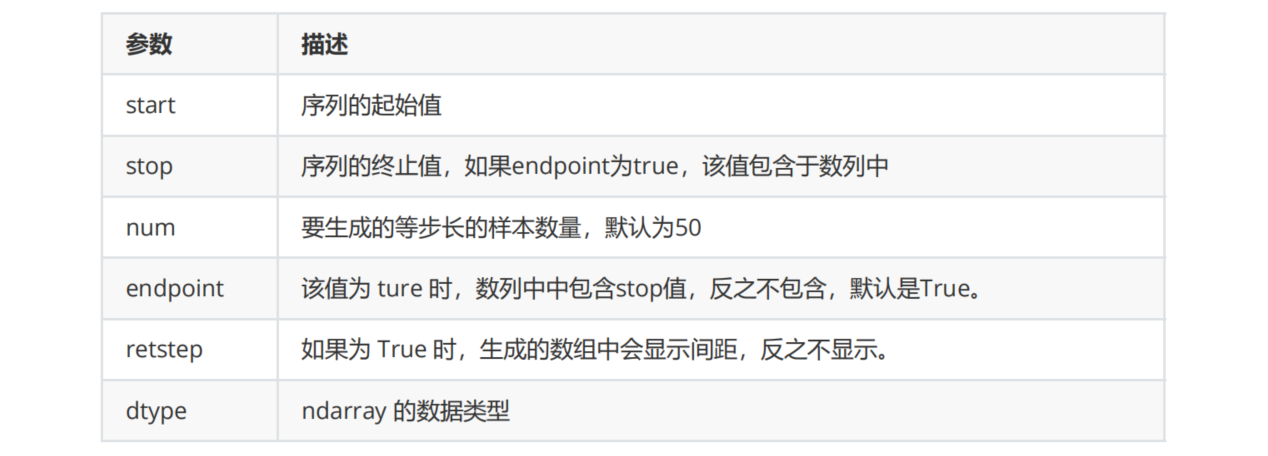 参数 描述
start 序列的起始值
stop 序列的终止值，如果endpoint为true，该值包含于数列中
num 要生成的等步长的样本数量，默认为50
endpoint 该值为 ture 时，数列中中包含stop值，反之不包含，默认是True。
retstep 如果为 True 时，生成的数组中会显示间距，反之不显示。
dtype ndarray 的数据类型